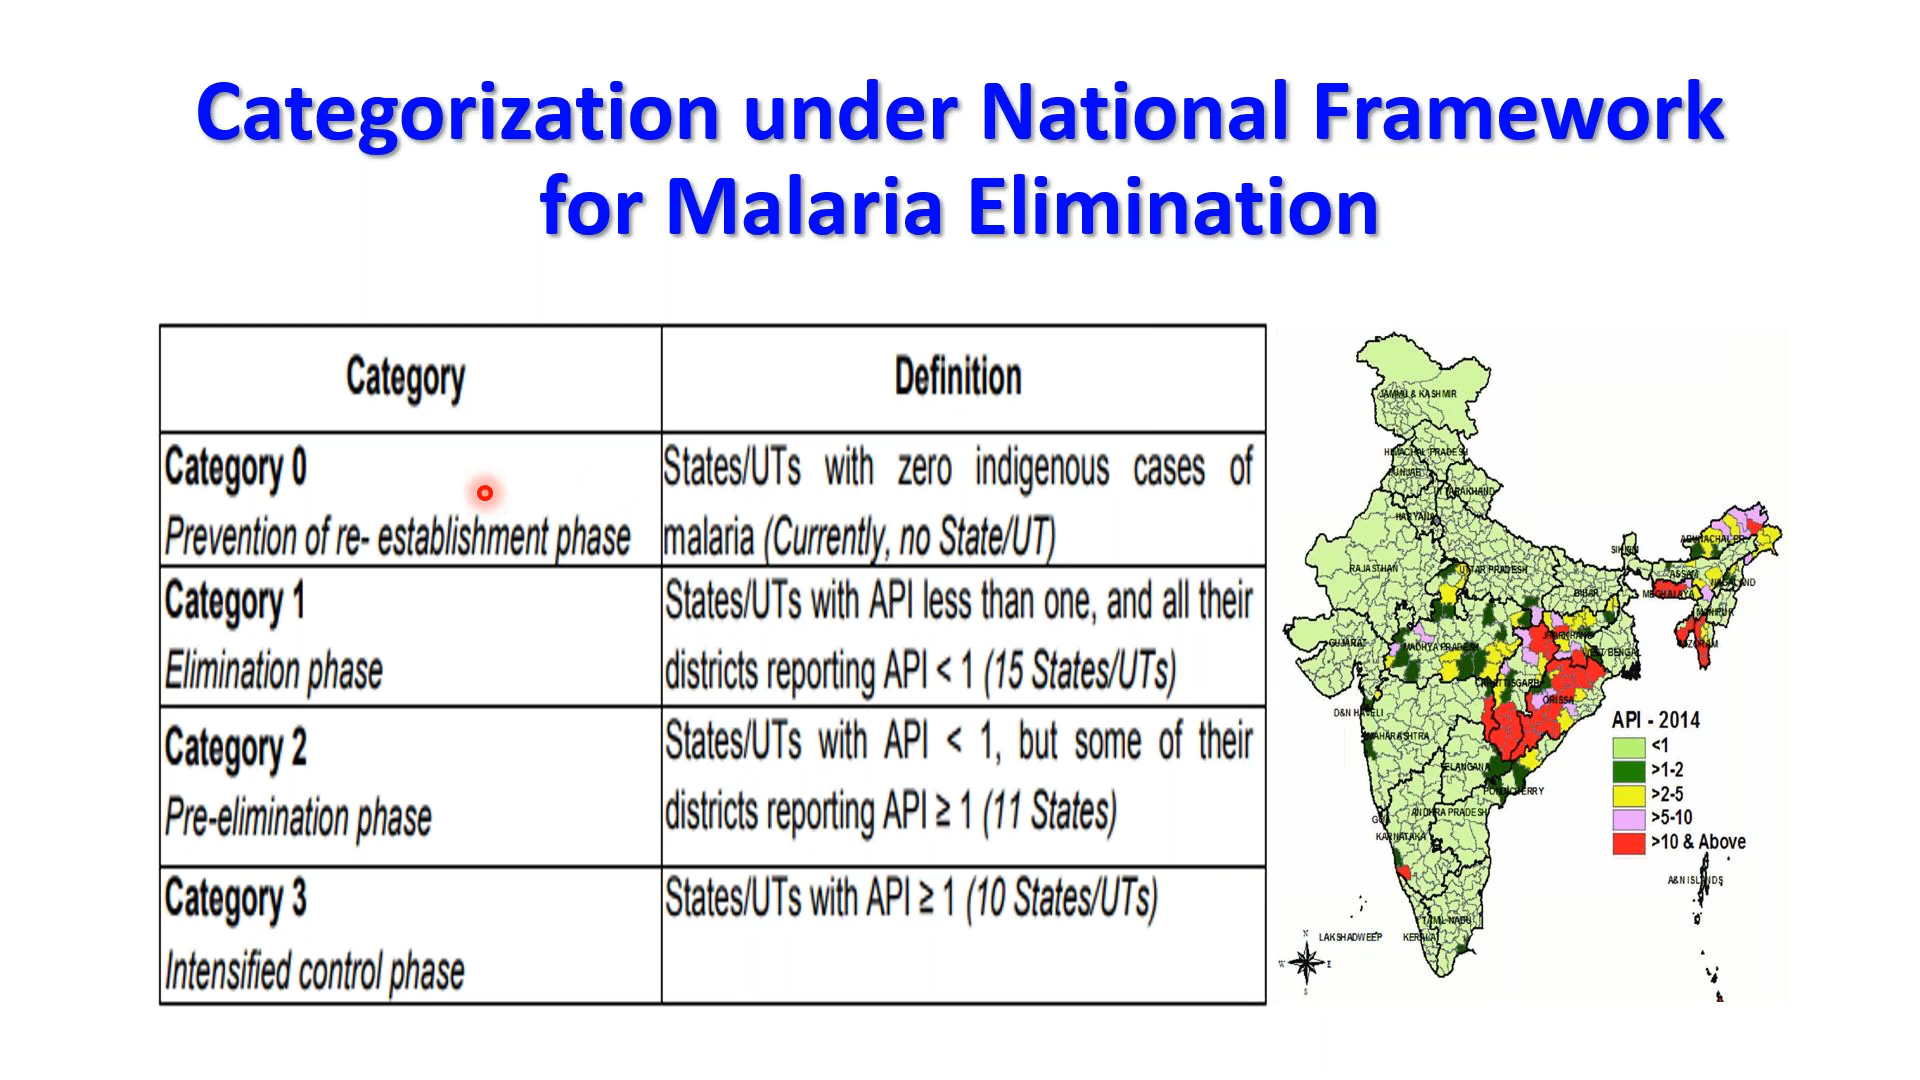 Categorization under National Framework
for Malaria Elimination
Category
Definition
Category 0
Prevention of re- establishment phase
States/UTs with zero indigenous cases of
malaria (Currently, no State/UT)
Category 1
Elimination phase
States/UTs with API less than one, and all their
districts reporting API < 1 (15 States/UTs)
Category 2
Pre-elimination phase
States/UTs with API < 1, but some of their
districts reporting API ≥ 1 (11 States)
Category 3
Intensified control phase
States/UTs with API ≥ 1 (10 States/UTs)
JAMMU & KASHMIR
HIMACHAL PRADESH
PUNJAB
UTTARAKHAND
HARYANA
SIKKIM
RAJASTHAN
UTTAR PRADESH
ASSAM
NAGALAND
BIHAR
MEGHALAYA
MANIPUR
GUJARAT
MADHYA PRADESH
JHARKHAND
WEST BENGAL
MIZORAM
CHHATTISGARH
ORISSA
D&N HAVELI
MAHARASHTRA
TELANGANA
PONDICHERRY
GOA
ANDHRA PRADESH
KARNATAKA
API - 2014
<1
>1-2
>2-5
>5-10
>10 & Above
A&N ISLANDS
TAMIL NADU
LAKSHADWEEP
KERALA
N
W
E
S